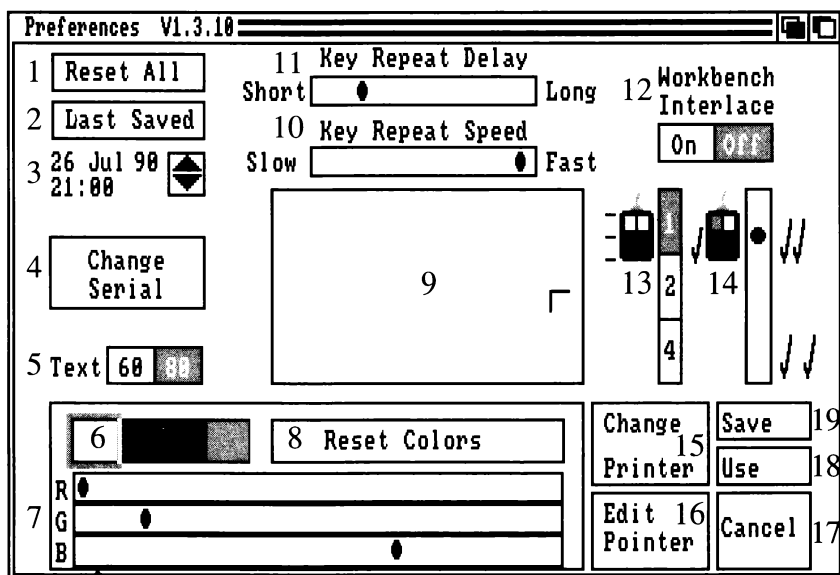 Preferences V1.3.10
1 Reset All
2 Last Saved
3 26 Jul 90
21:00
4 Change
Serial
5 Text 60 80
11 Key Repeat Delay
Short Long
10 Key Repeat Speed
Slow Fast
9
12 Workbench
Interlace
On Off
1
13 2 14
4
6 8 Reset Colors
7 R
G
B
Change
15
Printer
16 Edit
Pointer
Save 19
Use 18
Cancel 17